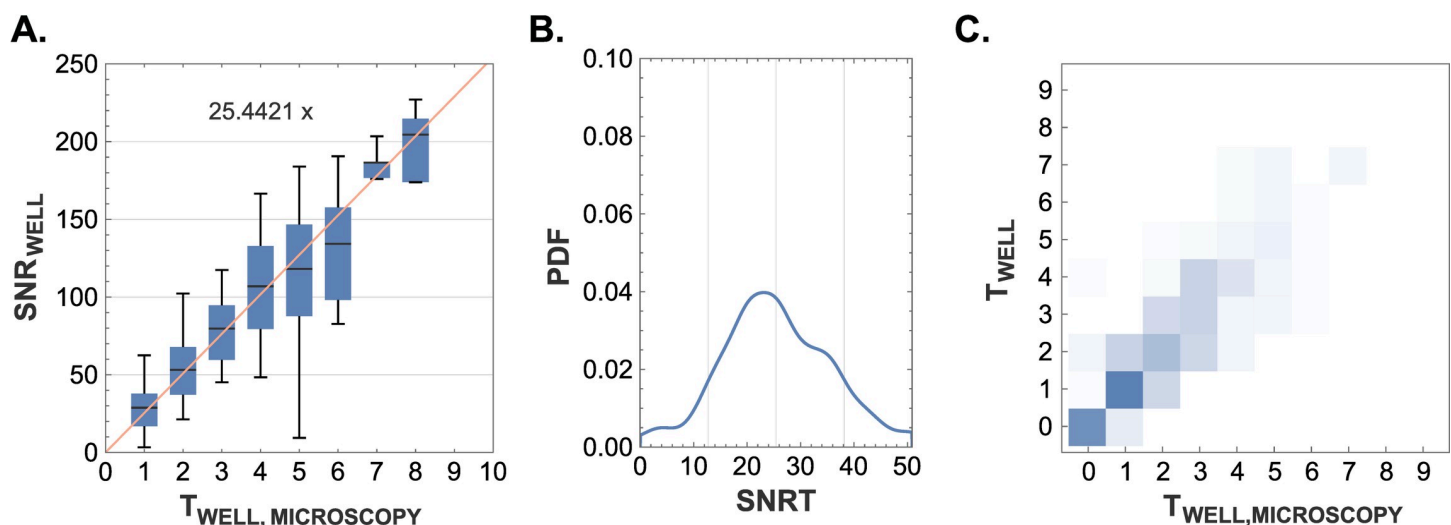 A.
250
200
150
100
50
0
SNRWELL
25.4421 x
0 1 2 3 4 5 6 7 8 9 10
TWELL, MICROSCOPY
B.
0.10
0.08
0.06
0.04
0.02
0.00
PDF
0 10 20 30 40 50
SNRT
C.
9
8
7
6
5
4
3
2
1
0
TWELL
0 1 2 3 4 5 6 7 8 9
TWELL,MICROSCOPY